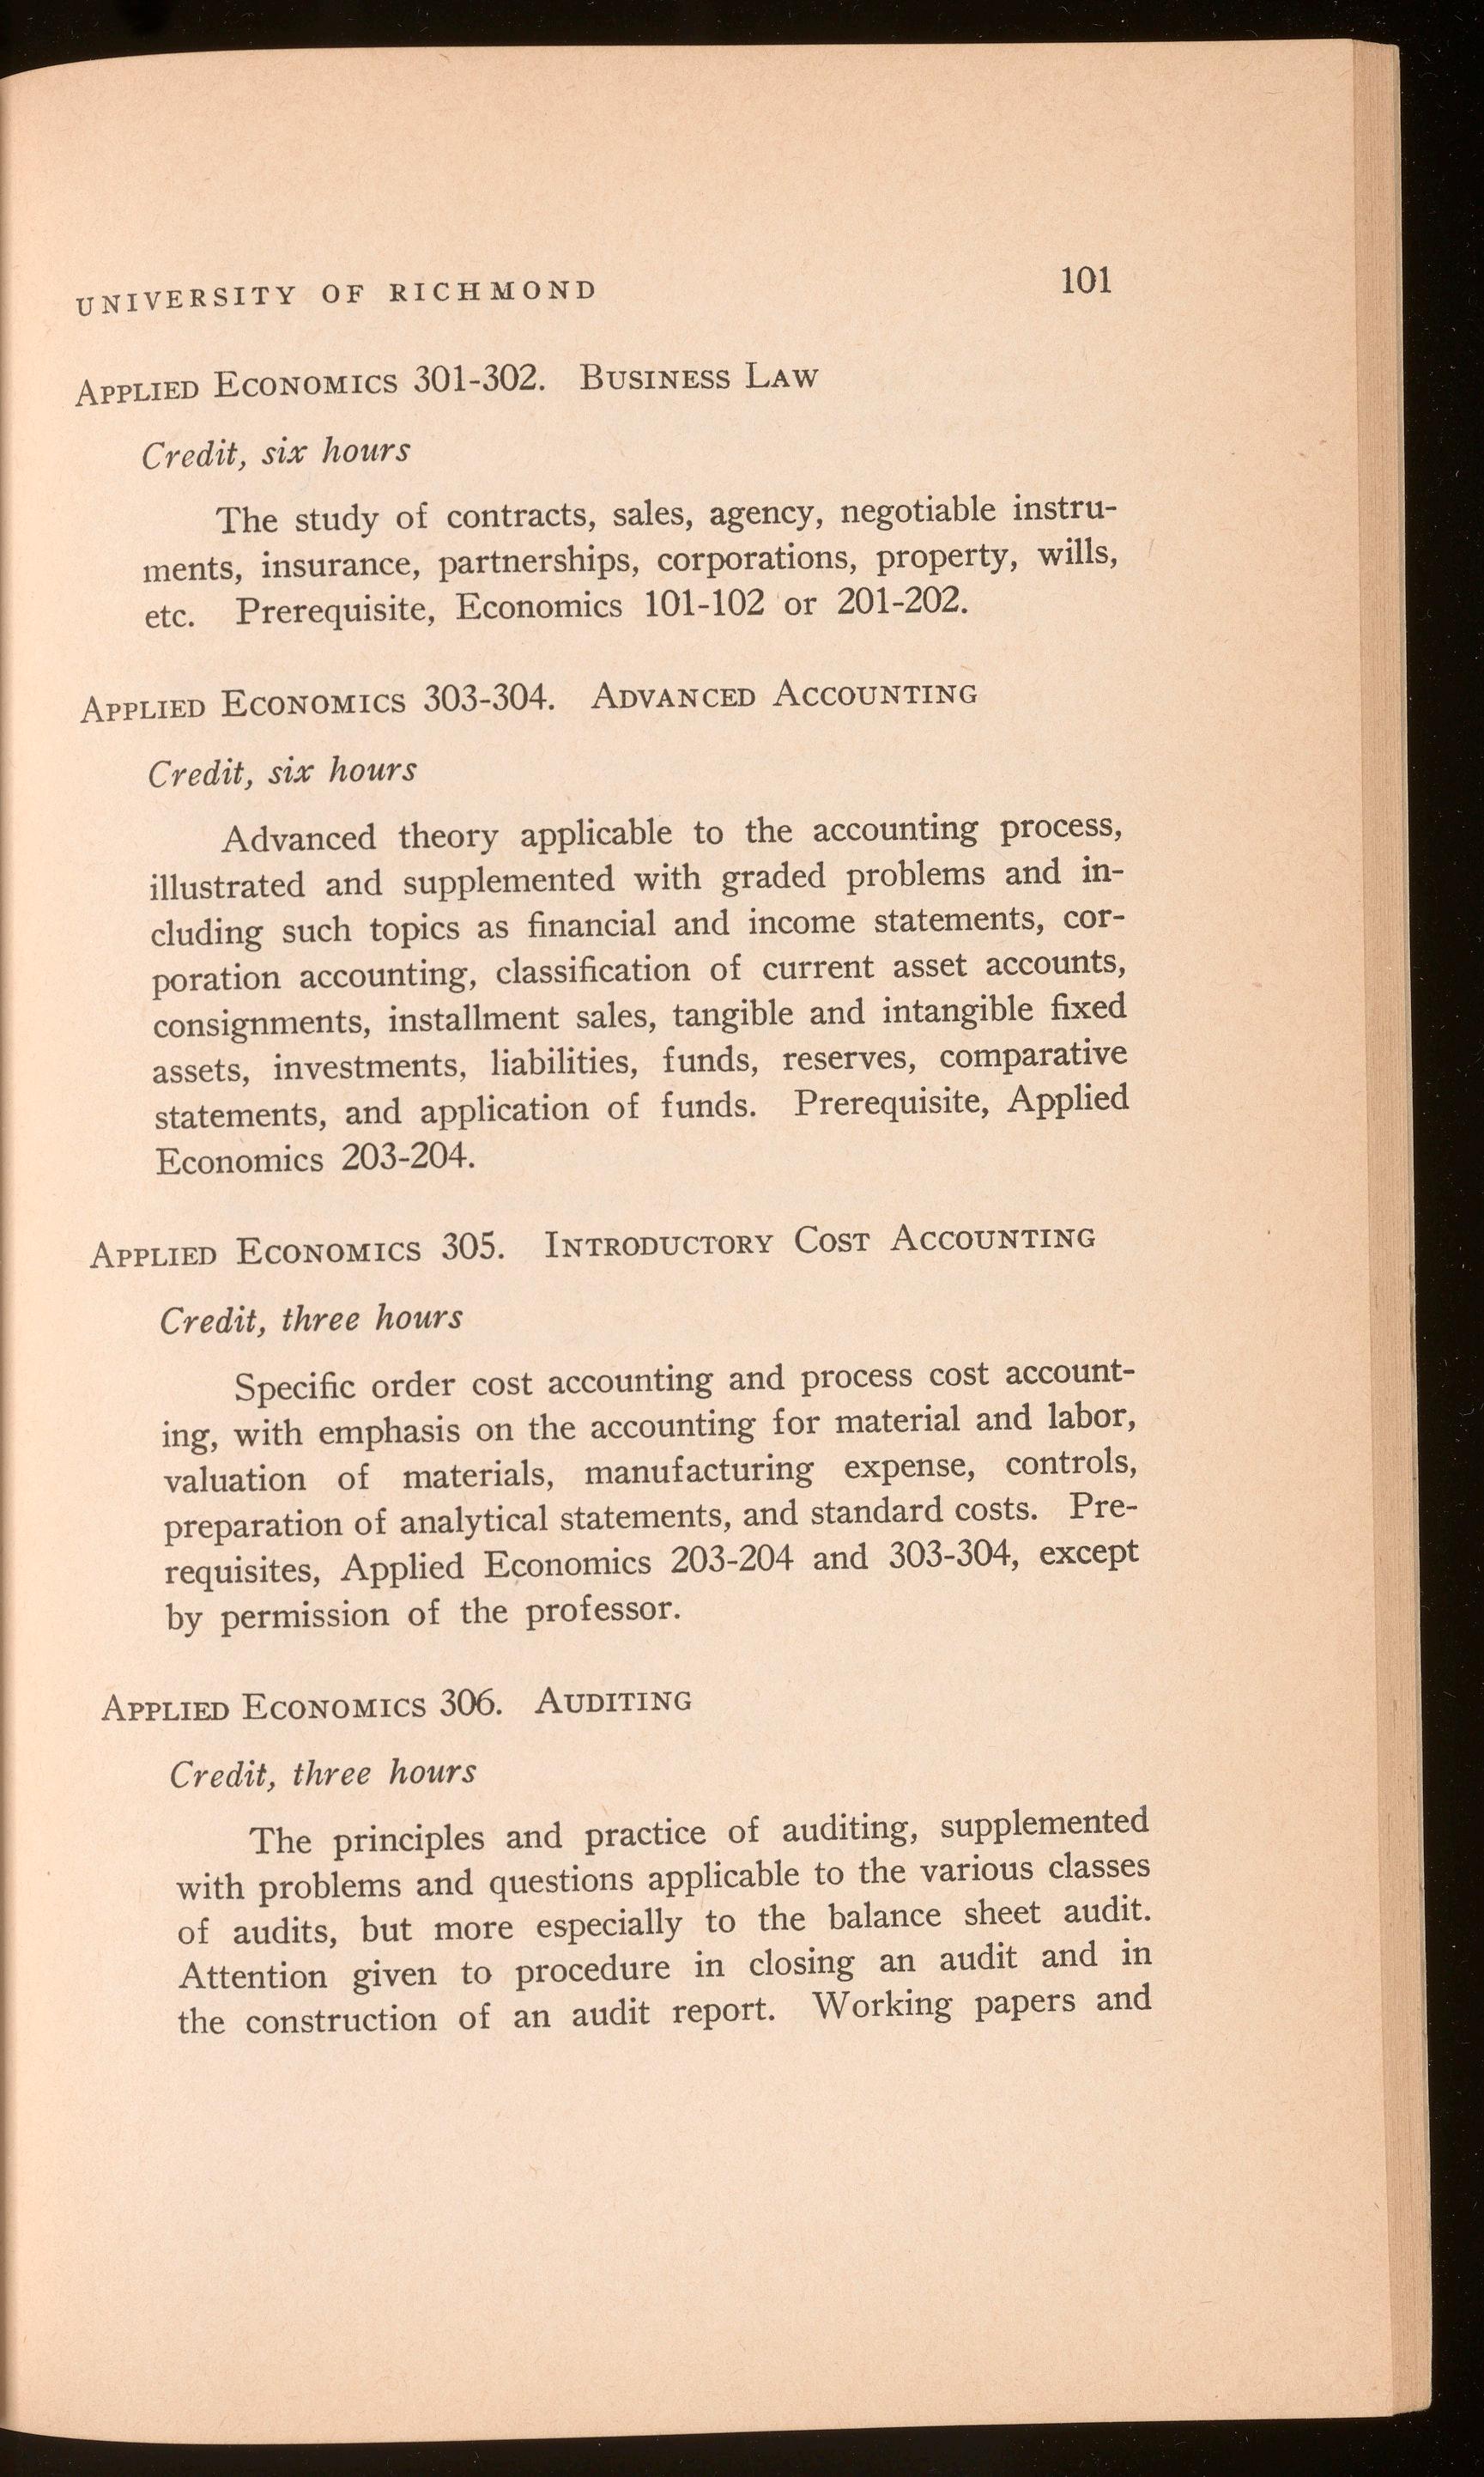 UNIVERSITY OF RICHMOND 101
APPLIED ECONOMICS 301-302. BUSINESS LAW
Credit, six hours
The study of contracts, sales, agency, negotiable instru-
ments, insurance, partnerships, corporations, property, wills,
etc. Prerequisite, Economics 101-102 or 201-202.
APPLIED ECONOMICS 303-304. ADVANCED ACCOUNTING
Credit, six hours
Advanced theory applicable to the accounting process,
illustrated and supplemented with graded problems and in-
cluding such topics as financial and income statements, cor-
poration accounting, classification of current asset accounts,
consignments, installment sales, tangible and intangible fixed
assets, investments, liabilities, funds, reserves, comparative
statements, and application of funds. Prerequisite, Applied
Economics 203-204.
APPLIED ECONOMICS 305. INTRODUCTORY COST ACCOUNTING
Credit, three hours
Specific order cost accounting and process cost account-
ing, with emphasis on the accounting for material and labor,
valuation of materials, manufacturing expense, controls,
preparation of analytical statements, and standard costs. Pre-
requisites, Applied Economics 203-204 and 303-304, except
by permission of the professor.
APPLIED ECONOMICS 306. AUDITING
Credit, three hours
The principles and practice of auditing, supplemented
with problems and questions applicable to the various classes
of audits, but more especially to the balance sheet audit.
Attention given to procedure in closing an audit and in
the construction of an audit report. Working papers and